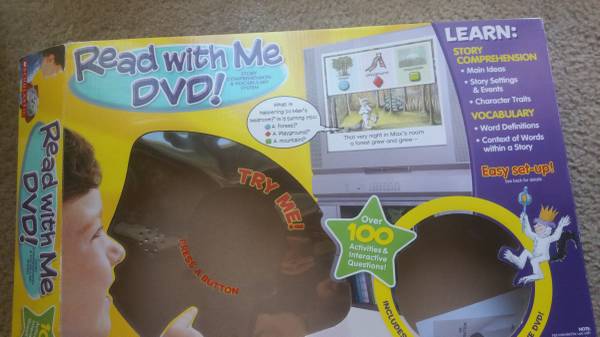 Read with Me
DVD!
STORY
COMPREHENSION
& VOCABULARY
SYSTEM
What is
happening to Max's
bedroom? Is it turning into:
A forest?
A playground?
A mountain?
That very night in Max's room
a forest grew and grew—
TRY ME!
PRESS A BUTTON
Over
100
Activities &
Interactive
Questions!
LEARN:
STORY
COMPREHENSION
• Main Ideas
• Story Settings
& Events
• Character Traits
VOCABULARY
• Word Definitions
• Context of Words
within a Story
Easy set-up!
See back for details
INCLUDES
DVD!
NOTE:
Read with Me
DVD!